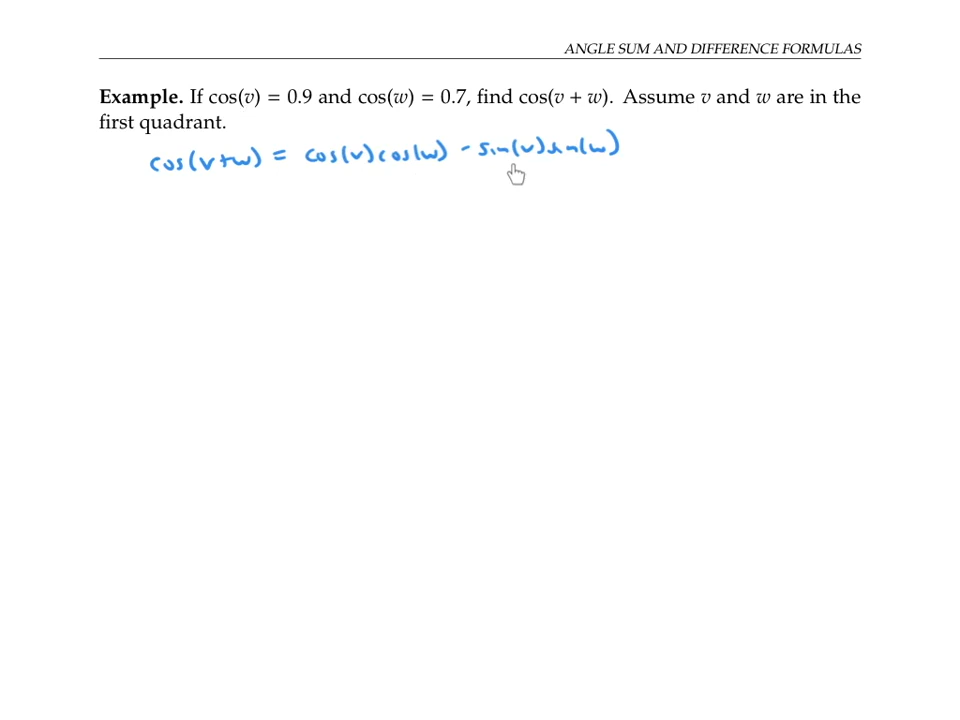 ANGLE SUM AND DIFFERENCE FORMULAS
Example. If cos(v) = 0.9 and cos(w) = 0.7, find cos(v + w). Assume v and w are in the
first quadrant.
cos(v+w) = cos(v)cos(w) - sin(v)sin(w)